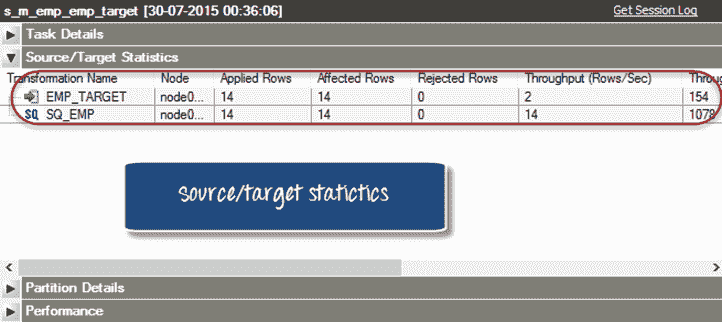 s_m_emp_emp_target [30-07-2015 00:36:06] Get Session Log
Task Details
Source/Target Statistics
Transformation Name Node Applied Rows Affected Rows Rejected Rows Throughput (Rows/Sec) Throu
EMP_TARGET node0... 14 14 0 2 154
SQ SQ_EMP node0... 14 14 0 14 1078
source/target statictics
Partition Details
Performance